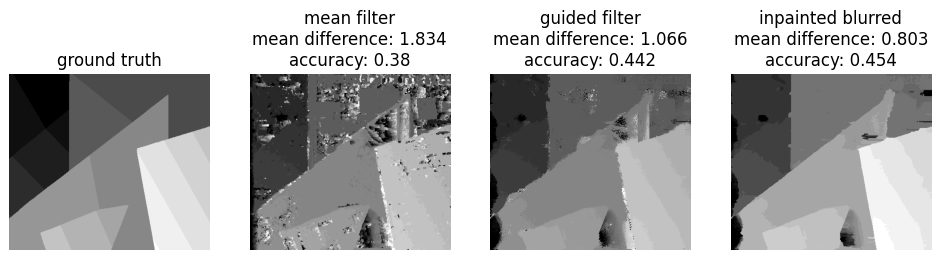 ground truth
mean filter
mean difference: 1.834
accuracy: 0.38
guided filter
mean difference: 1.066
accuracy: 0.442
inpainted blurred
mean difference: 0.803
accuracy: 0.454